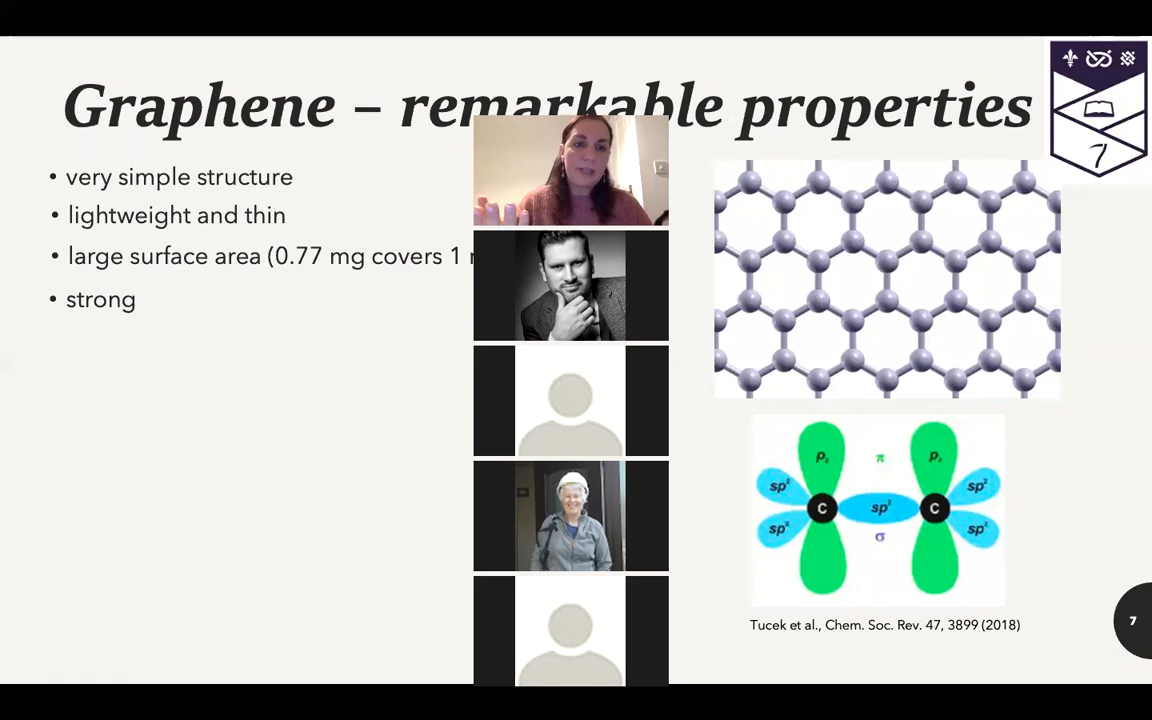 Graphene – remarkable properties
• very simple structure
• lightweight and thin
• large surface area (0.77 mg covers 1
• strong
p_z π p_z
sp² sp²
C sp² C
sp² sp²
σ
Tucek et al., Chem. Soc. Rev. 47, 3899 (2018)
7